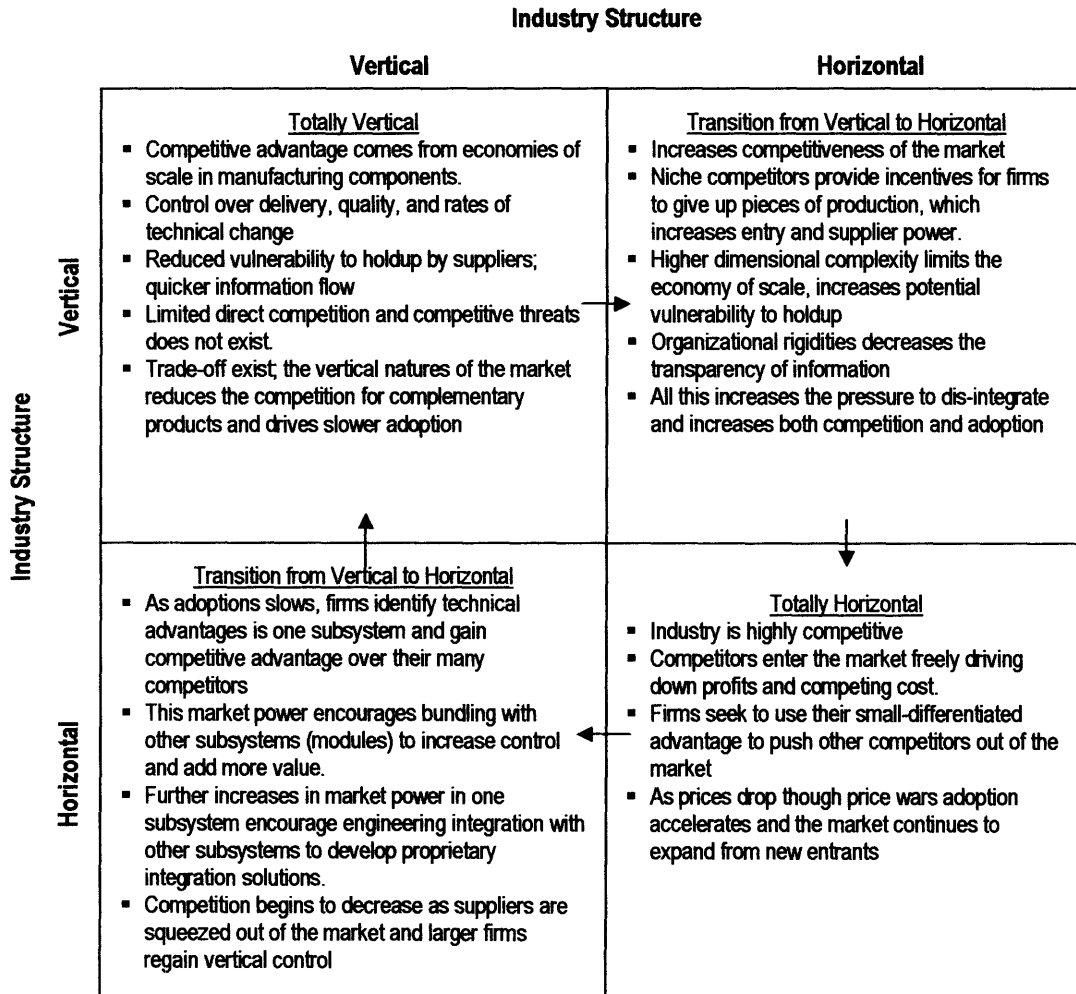 Industry Structure
Vertical
Horizontal
Industry Structure
Vertical
Totally Vertical
▪ Competitive advantage comes from economies of
scale in manufacturing components.
▪ Control over delivery, quality, and rates of
technical change
▪ Reduced vulnerability to holdup by suppliers;
quicker information flow
▪ Limited direct competition and competitive threats
does not exist.
▪ Trade-off exist; the vertical natures of the market
reduces the competition for complementary
products and drives slower adoption
Transition from Vertical to Horizontal
▪ Increases competitiveness of the market
▪ Niche competitors provide incentives for firms
to give up pieces of production, which
increases entry and supplier power.
▪ Higher dimensional complexity limits the
economy of scale, increases potential
vulnerability to holdup
▪ Organizational rigidities decreases the
transparency of information
▪ All this increases the pressure to dis-integrate
and increases both competition and adoption
Horizontal
Transition from Vertical to Horizontal
▪ As adoptions slows, firms identify technical
advantages is one subsystem and gain
competitive advantage over their many
competitors
▪ This market power encourages bundling with
other subsystems (modules) to increase control
and add more value.
▪ Further increases in market power in one
subsystem encourage engineering integration with
other subsystems to develop proprietary
integration solutions.
▪ Competition begins to decrease as suppliers are
squeezed out of the market and larger firms
regain vertical control
Totally Horizontal
▪ Industry is highly competitive
▪ Competitors enter the market freely driving
down profits and competing cost.
▪ Firms seek to use their small-differentiated
advantage to push other competitors out of the
market
▪ As prices drop though price wars adoption
accelerates and the market continues to
expand from new entrants